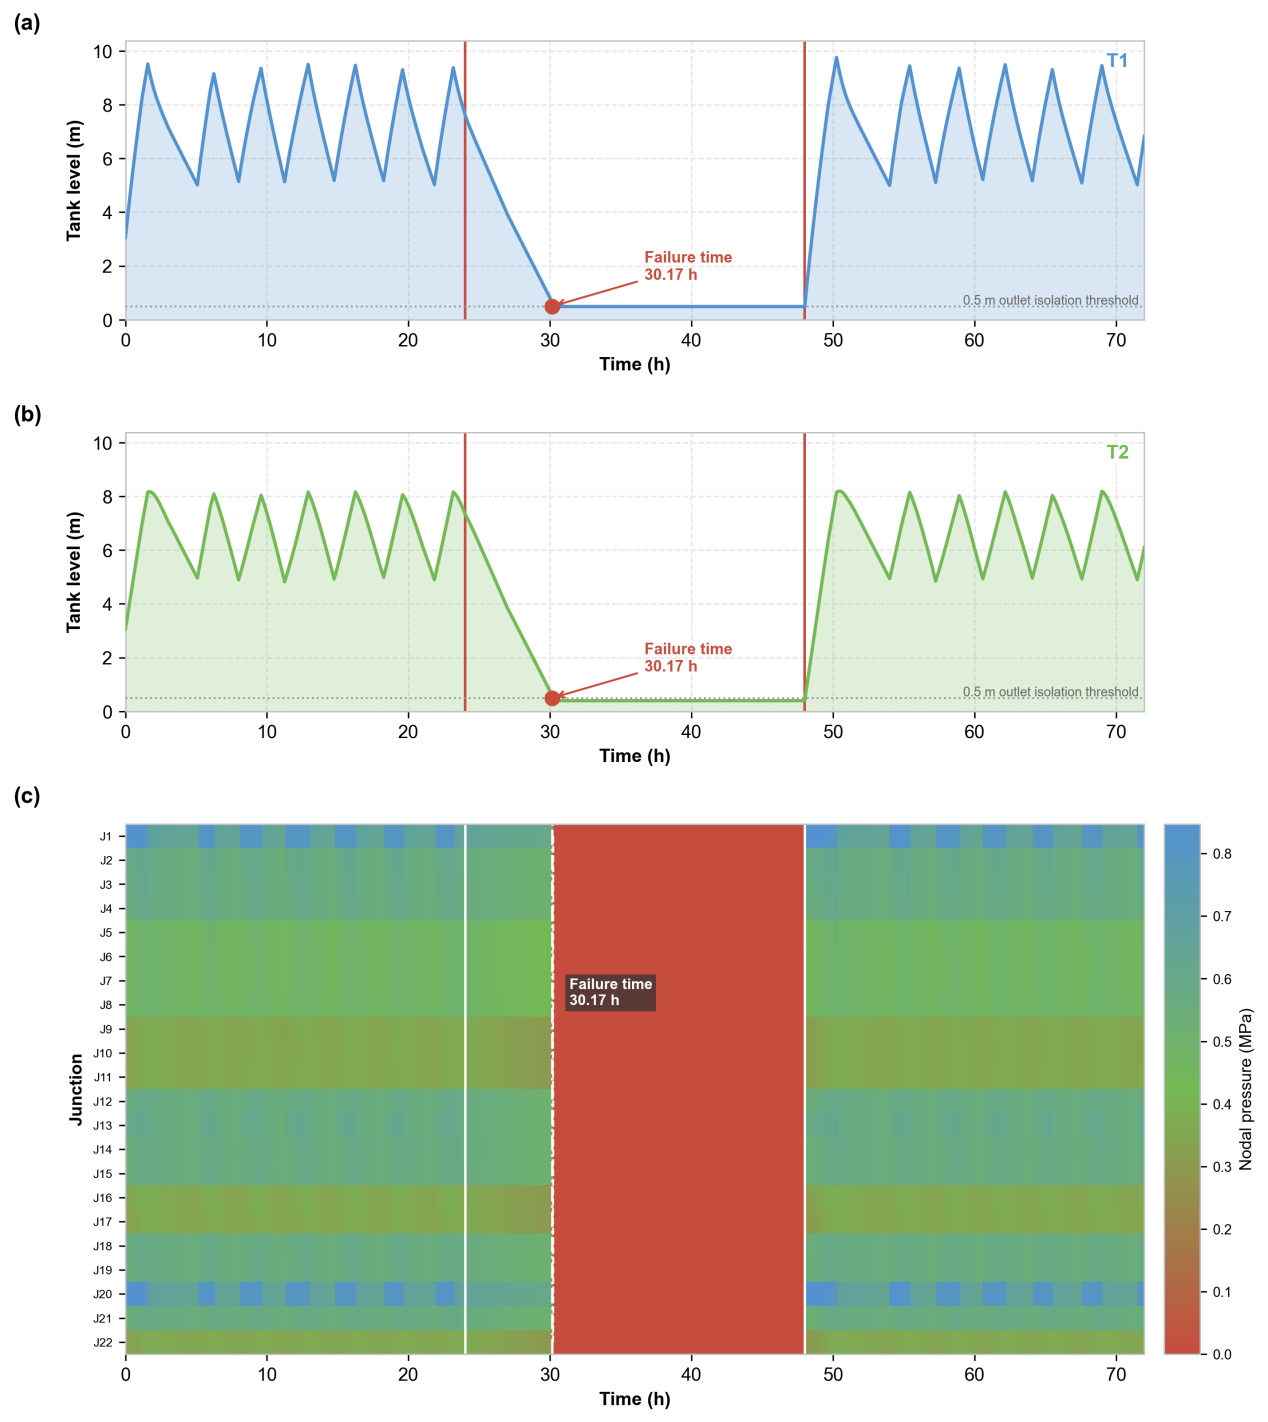 (a)
Tank level (m)
10
8
6
4
2
0
T1
Failure time
30.17 h
0.5 m outlet isolation threshold
0 10 20 30 40 50 60 70
Time (h)
(b)
Tank level (m)
10
8
6
4
2
0
T2
Failure time
30.17 h
0.5 m outlet isolation threshold
0 10 20 30 40 50 60 70
Time (h)
(c)
Junction
J1
J2
J3
J4
J5
J6
J7
J8
J9
J10
J11
J12
J13
J14
J15
J16
J17
J18
J19
J20
J21
J22
Failure time
30.17 h
0 10 20 30 40 50 60 70
Time (h)
0.8
0.7
0.6
0.5
0.4
0.3
0.2
0.1
0.0
Nodal pressure (MPa)